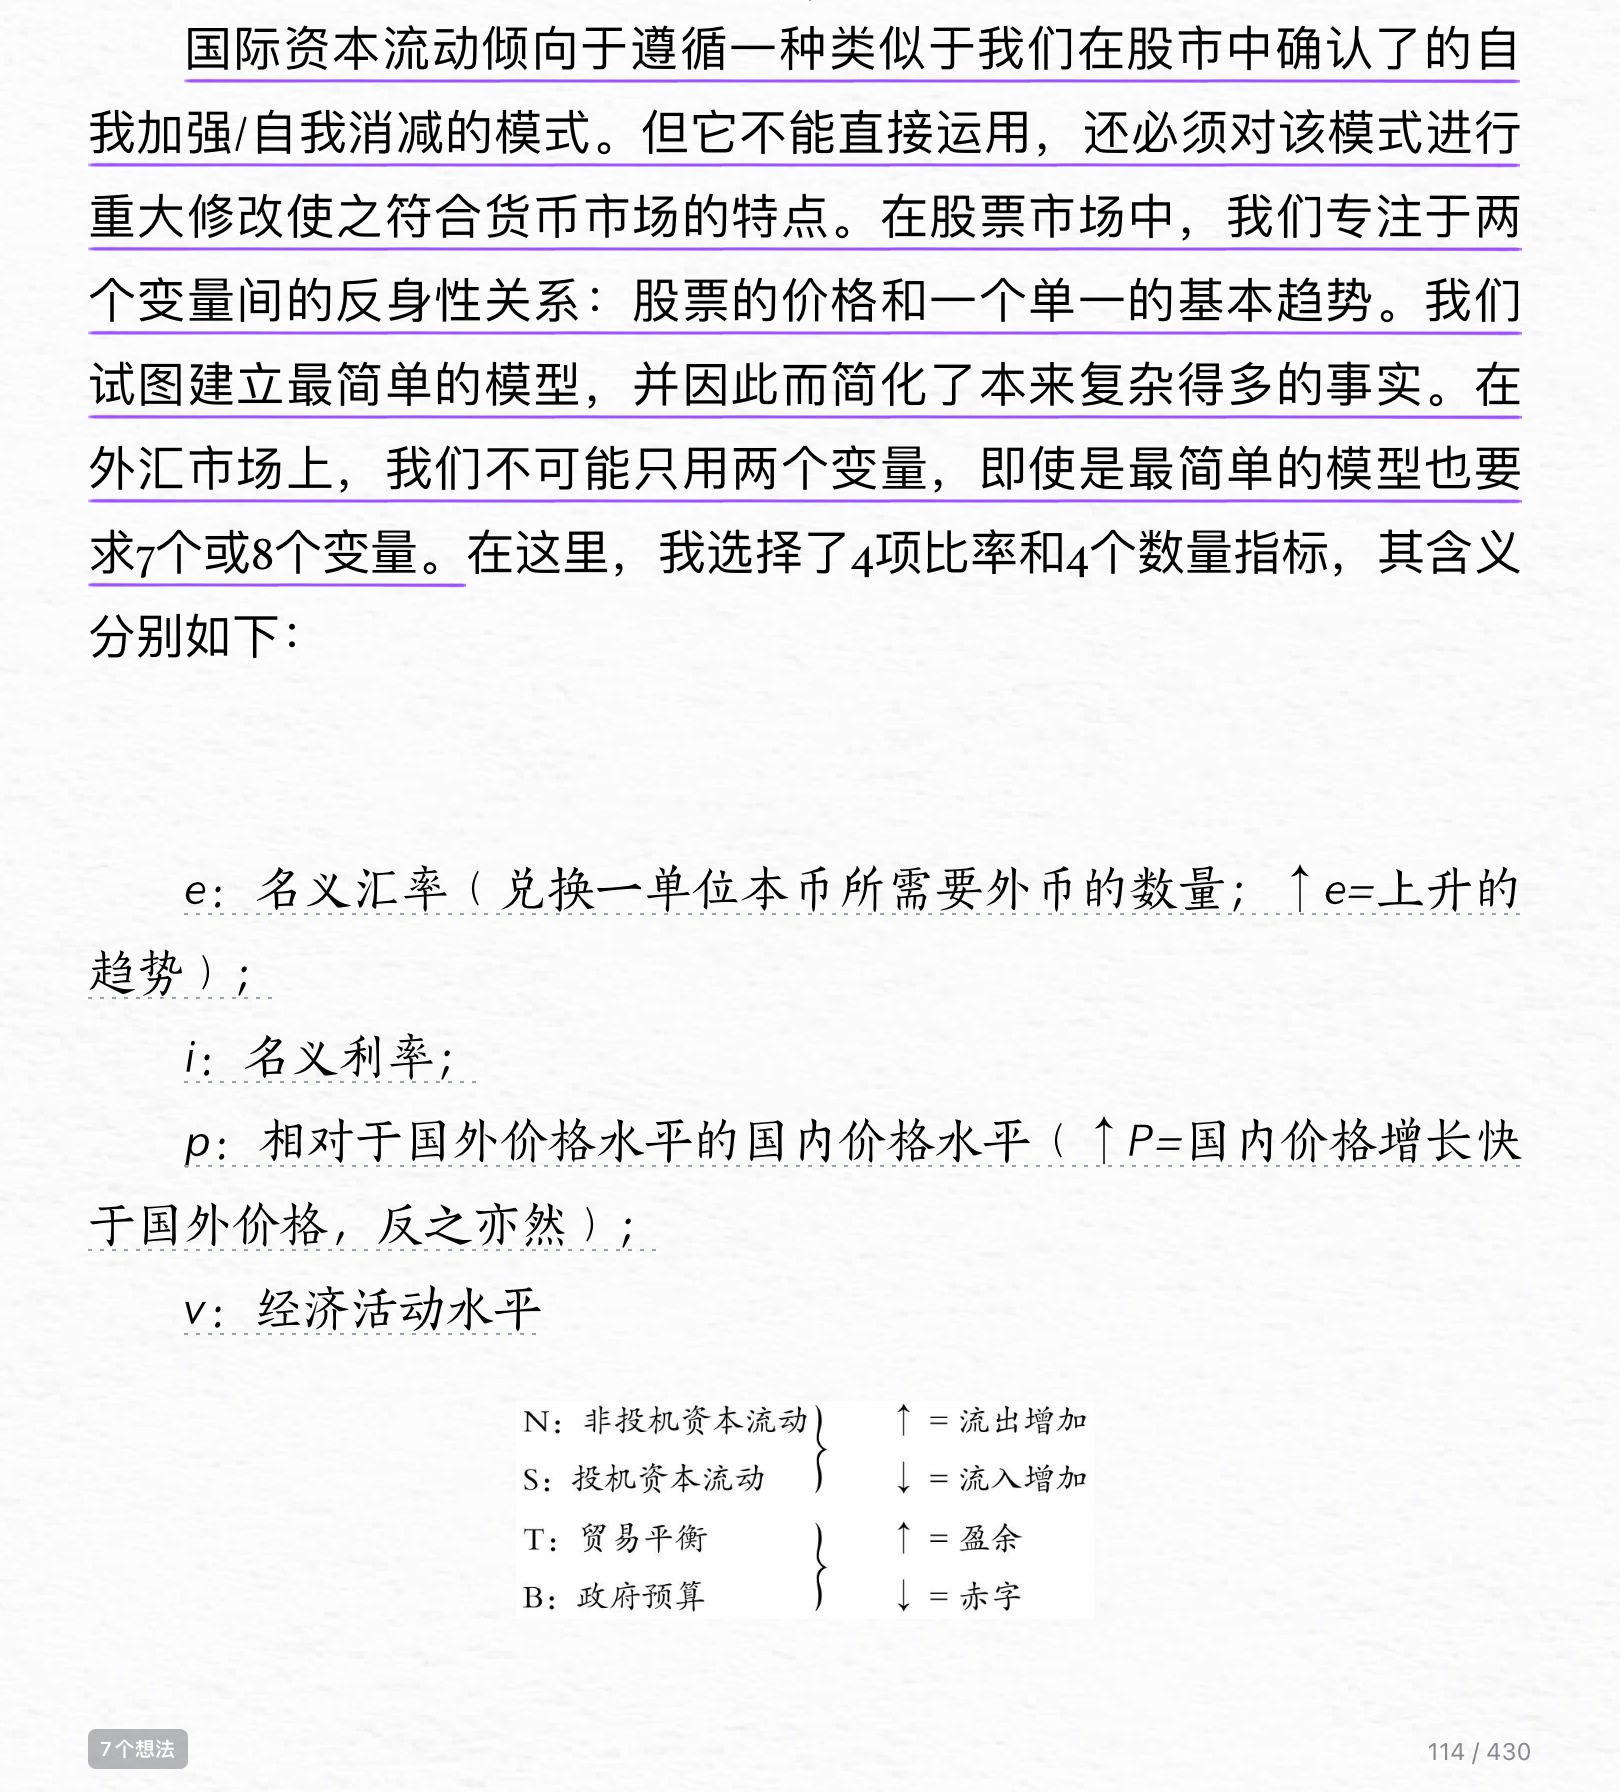 国际资本流动倾向于遵循一种类似于我们在股市中确认了的自
我加强/自我消减的模式。但它不能直接运用，还必须对该模式进行
重大修改使之符合货币市场的特点。在股票市场中，我们专注于两
个变量间的反身性关系：股票的价格和一个单一的基本趋势。我们
试图建立最简单的模型，并因此而简化了本来复杂得多的事实。在
外汇市场上，我们不可能只用两个变量，即使是最简单的模型也要
求7个或8个变量。在这里，我选择了4项比率和4个数量指标，其含义
分别如下：
e：名义汇率（兑换一单位本币所需要外币的数量；↑e=上升的
趋势）；
i：名义利率；
p：相对于国外价格水平的国内价格水平（↑P=国内价格增长快
于国外价格，反之亦然）；
v：经济活动水平
N：非投机资本流动} ↑ = 流出增加
S：投机资本流动 ↓ = 流入增加
T：贸易平衡 } ↑ = 盈余
B：政府预算 ↓ = 赤字
7个想法
114 / 430